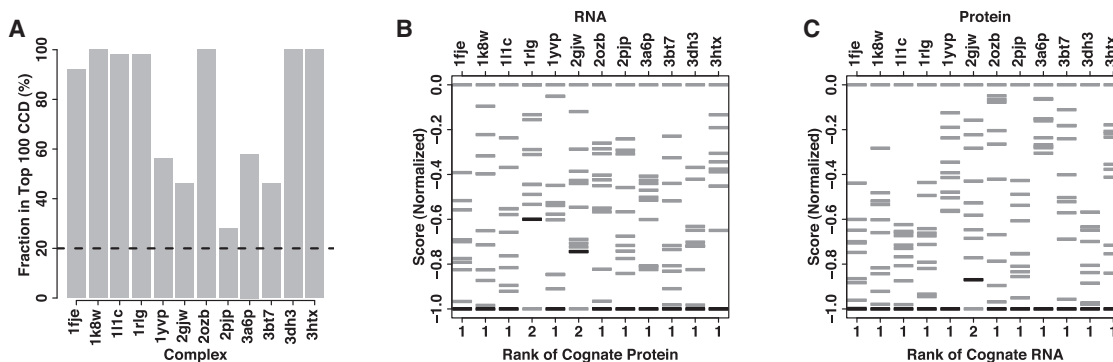 A
Fraction in Top 100 CCD (%)
100
80
60
40
20
0
1fje 1k8w 1l1c 1rlg 1yvp 2gjw 2ozb 2pjp 3a6p 3bt7 3dh3 3htx
Complex
B
RNA
1fje 1k8w 1l1c 1rlg 1yvp 2gjw 2ozb 2pjp 3a6p 3bt7 3dh3 3htx
Score (Normalized)
0.0
−0.2
−0.4
−0.6
−0.8
−1.0
1 1 1 2 1 2 1 1 1 1 1 1
Rank of Cognate Protein
C
Protein
1fje 1k8w 1l1c 1rlg 1yvp 2gjw 2ozb 2pjp 3a6p 3bt7 3dh3 3htx
Score (Normalized)
0.0
−0.2
−0.4
−0.6
−0.8
−1.0
1 1 1 1 1 2 1 1 1 1 1 1
Rank of Cognate RNA